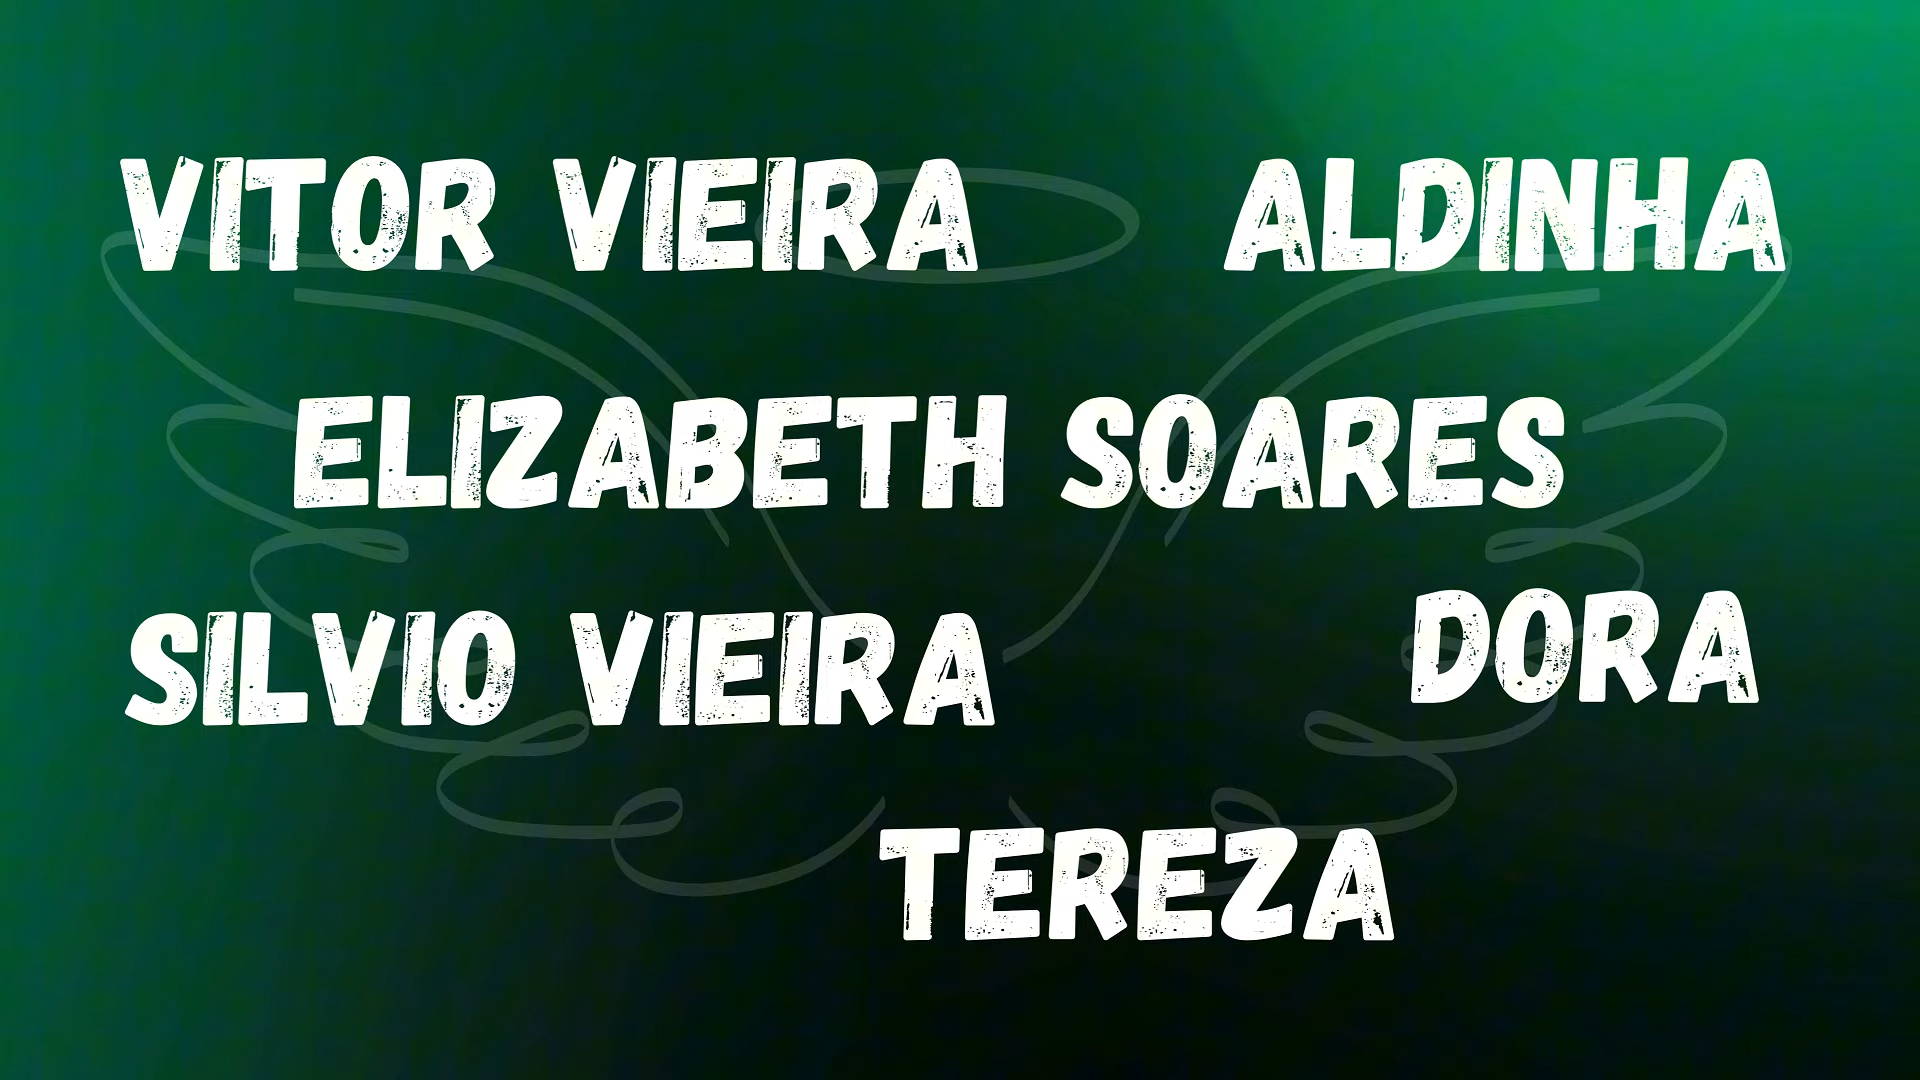 VITOR VIEIRA
ALDINHA
ELIZABETH SOARES
SILVIO VIEIRA
DORA
TEREZA